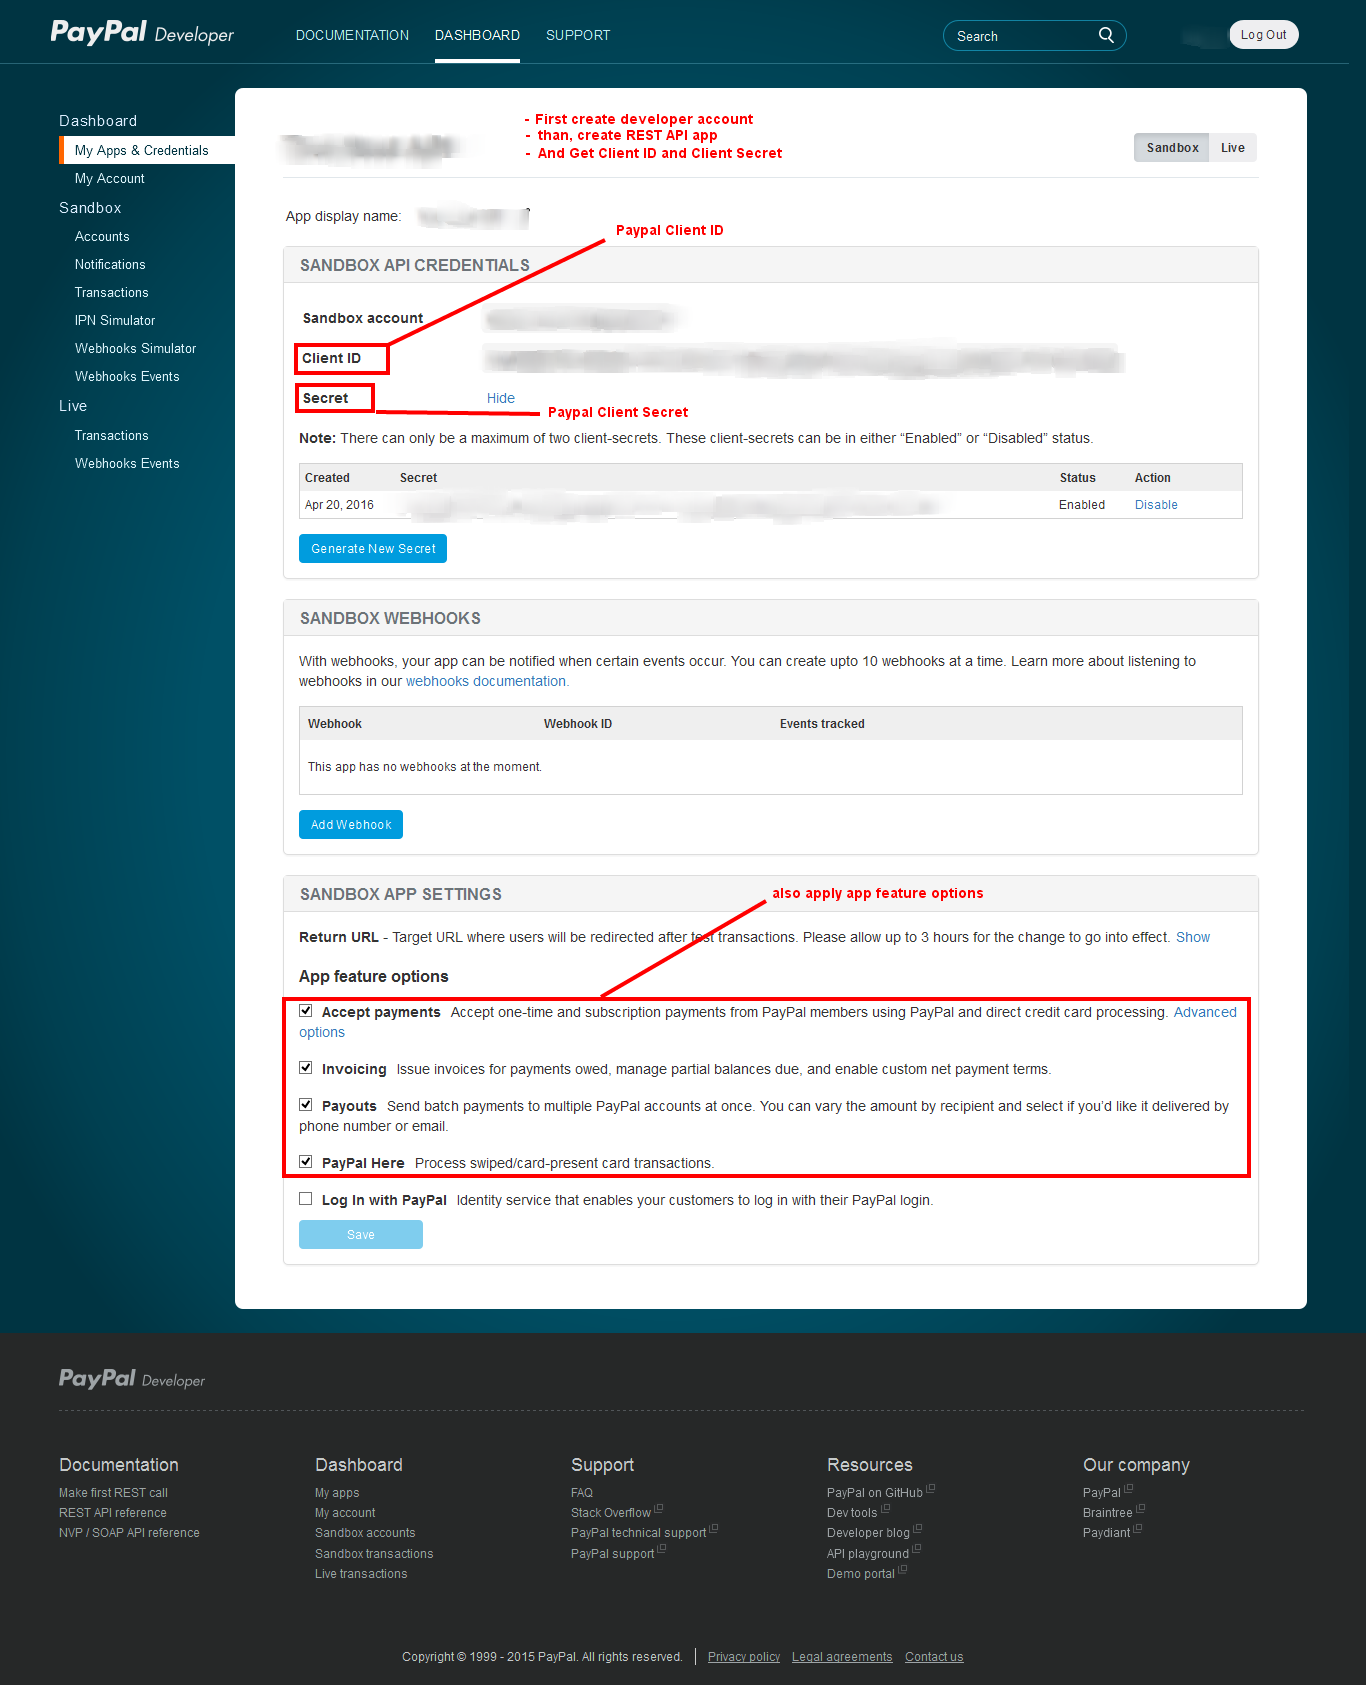 PayPal Developer
DOCUMENTATION DASHBOARD SUPPORT
Search
Log Out
Dashboard
My Apps & Credentials
My Account
Sandbox
Accounts
Notifications
Transactions
IPN Simulator
Webhooks Simulator
Webhooks Events
Live
Transactions
Webhooks Events
- First create developer account
- than, create REST API app
- And Get Client ID and Client Secret
Sandbox Live
App display name:
Paypal Client ID
SANDBOX API CREDENTIALS
Sandbox account
Client ID
Secret Hide
Paypal Client Secret
Note: There can only be a maximum of two client-secrets. These client-secrets can be in either “Enabled” or “Disabled” status.
Created Secret Status Action
Apr 20, 2016 Enabled Disable
Generate New Secret
SANDBOX WEBHOOKS
With webhooks, your app can be notified when certain events occur. You can create upto 10 webhooks at a time. Learn more about listening to
webhooks in our webhooks documentation.
Webhook Webhook ID Events tracked
This app has no webhooks at the moment.
Add Webhook
SANDBOX APP SETTINGS
also apply app feature options
Return URL - Target URL where users will be redirected after test transactions. Please allow up to 3 hours for the change to go into effect. Show
App feature options
Accept payments Accept one-time and subscription payments from PayPal members using PayPal and direct credit card processing. Advanced
options
Invoicing Issue invoices for payments owed, manage partial balances due, and enable custom net payment terms.
Payouts Send batch payments to multiple PayPal accounts at once. You can vary the amount by recipient and select if you’d like it delivered by
phone number or email.
PayPal Here Process swiped/card-present card transactions.
Log In with PayPal Identity service that enables your customers to log in with their PayPal login.
Save
PayPal Developer
Documentation
Make first REST call
REST API reference
NVP / SOAP API reference
Dashboard
My apps
My account
Sandbox accounts
Sandbox transactions
Live transactions
Support
FAQ
Stack Overflow
PayPal technical support
PayPal support
Resources
PayPal on GitHub
Dev tools
Developer blog
API playground
Demo portal
Our company
PayPal
Braintree
Paydiant
Copyright © 1999 - 2015 PayPal. All rights reserved. | Privacy policy Legal agreements Contact us